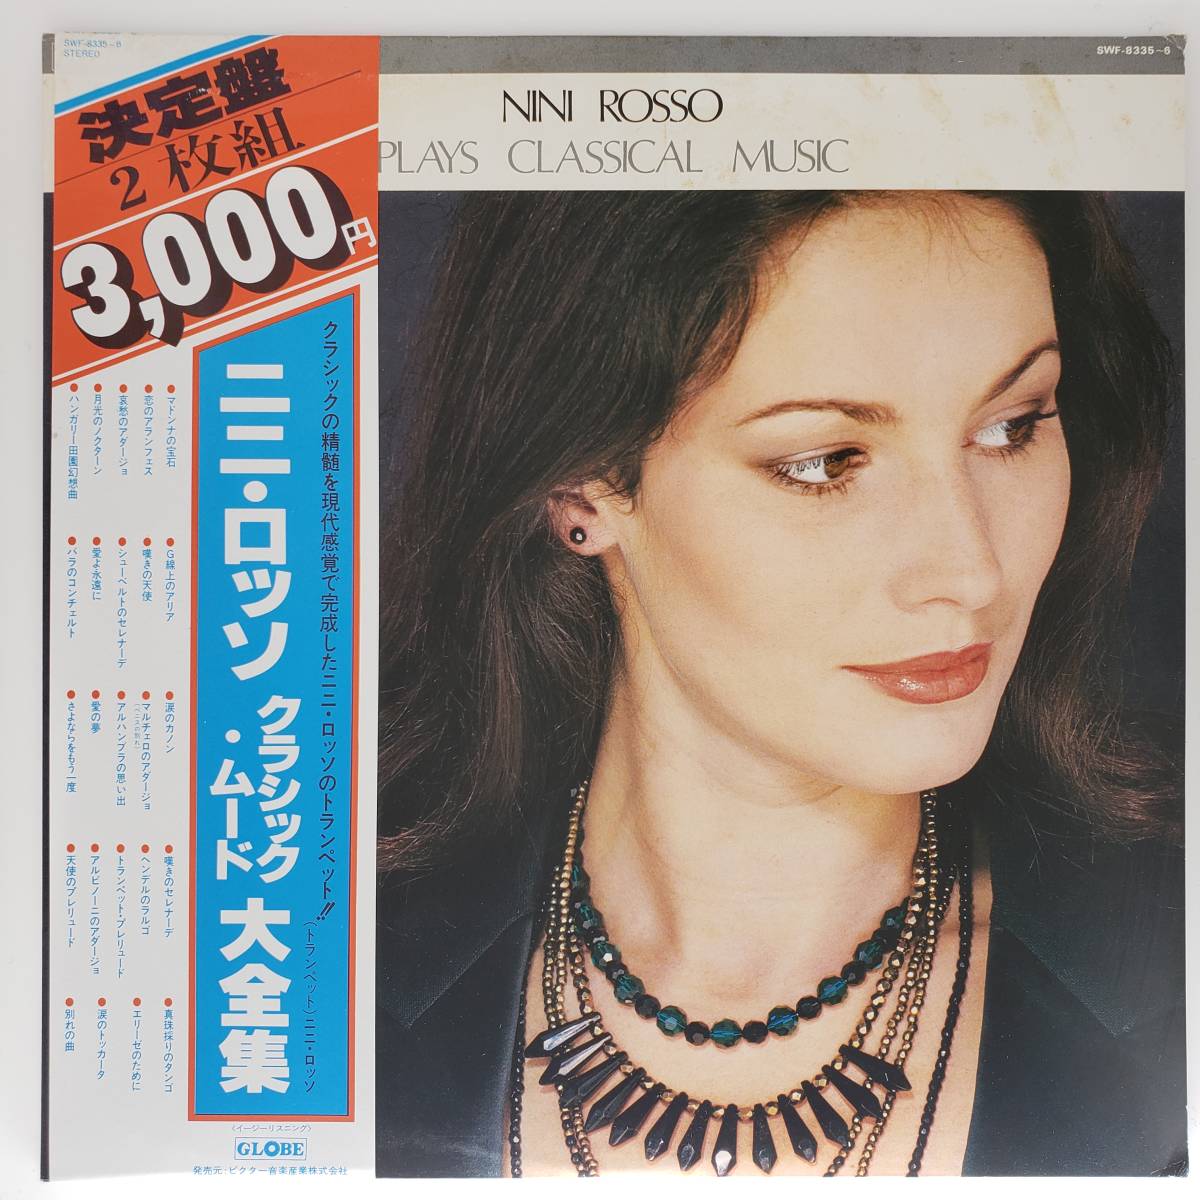 SWF-8335~6
STEREO
SWF-8335~6
NINI ROSSO
PLAYS CLASSICAL MUSIC
決定盤
2枚組
3,000円
クラシックの精髄を現代感覚で完成したニニ・ロッソのトランペット!!
(トランペット)ニニ・ロッソ
ニニ・ロッソ
クラシック
・ムード
大全集
●マドンナの宝石
●恋のアランフェス
●哀愁のアダージョ
●月光のノクターン
●ハンガリー田園幻想曲
●G線上のアリア
●嘆きの天使
●シューベルトのセレナーデ
●愛よ永遠に
●バラのコンチェルト
●涙のカノン
●マルチェロのアダージョ
(ベニスの別れ)
●アルハンブラの思い出
●愛の夢
●さよならをもう一度
●嘆きのセレナーデ
●ヘンデルのラルゴ
●トランペット・プレリュード
●アルビノーニのアダージョ
●天使のプレリュード
●真珠採りのタンゴ
●エリーゼのために
●涙のトッカータ
●別れの曲
〈イージーリスニング〉
GLOBE
発売元:ビクター音楽産業株式会社